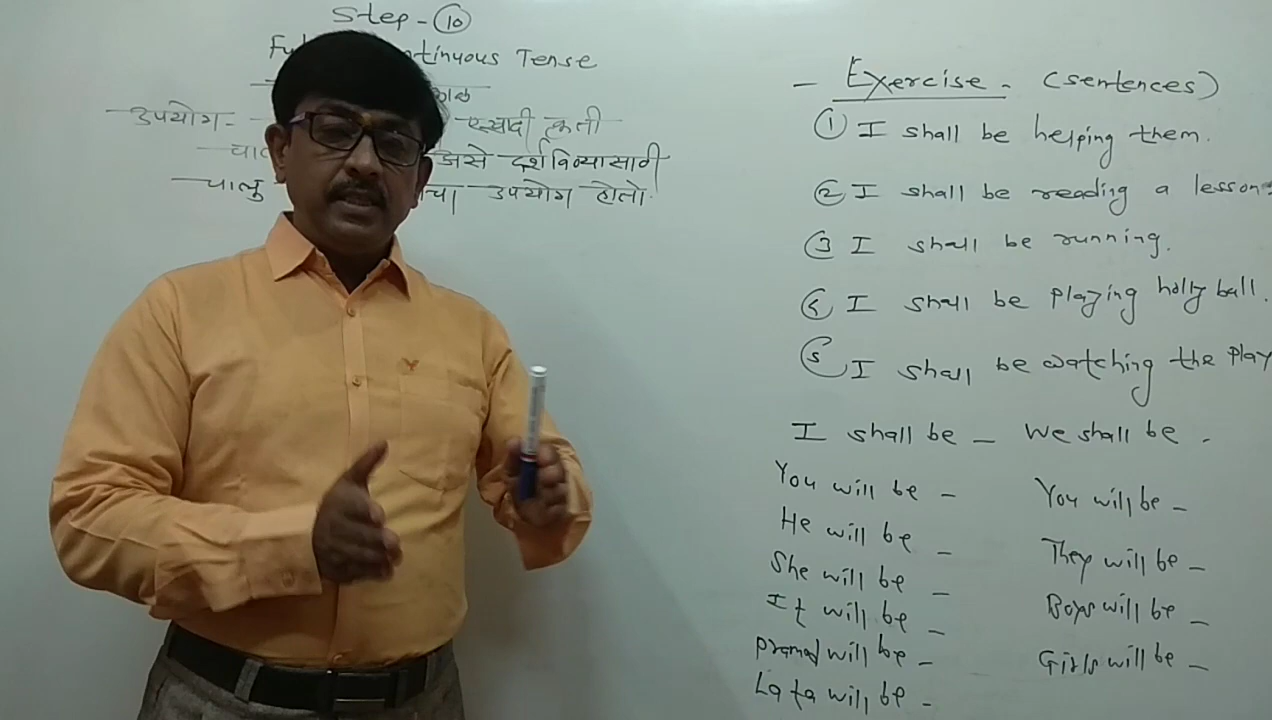 Step - 10
Fu ntinuous Tense
काळ
उपयोग - एखादी कृती
जिसे दर्शविण्यासाठी
चालु उपयोग होतो.
- Exercise - (sentences)
1 I shall be helping them.
2 I shall be reading a lesson.
3 I shall be running.
4 I shall be playing holly ball.
5 I shall be watching the play
I shall be - We shall be -
You will be - You will be -
He will be -
They will be -
She will be -
It will be - Boys will be -
Pramod will be - Girls will be -
Lata will be -